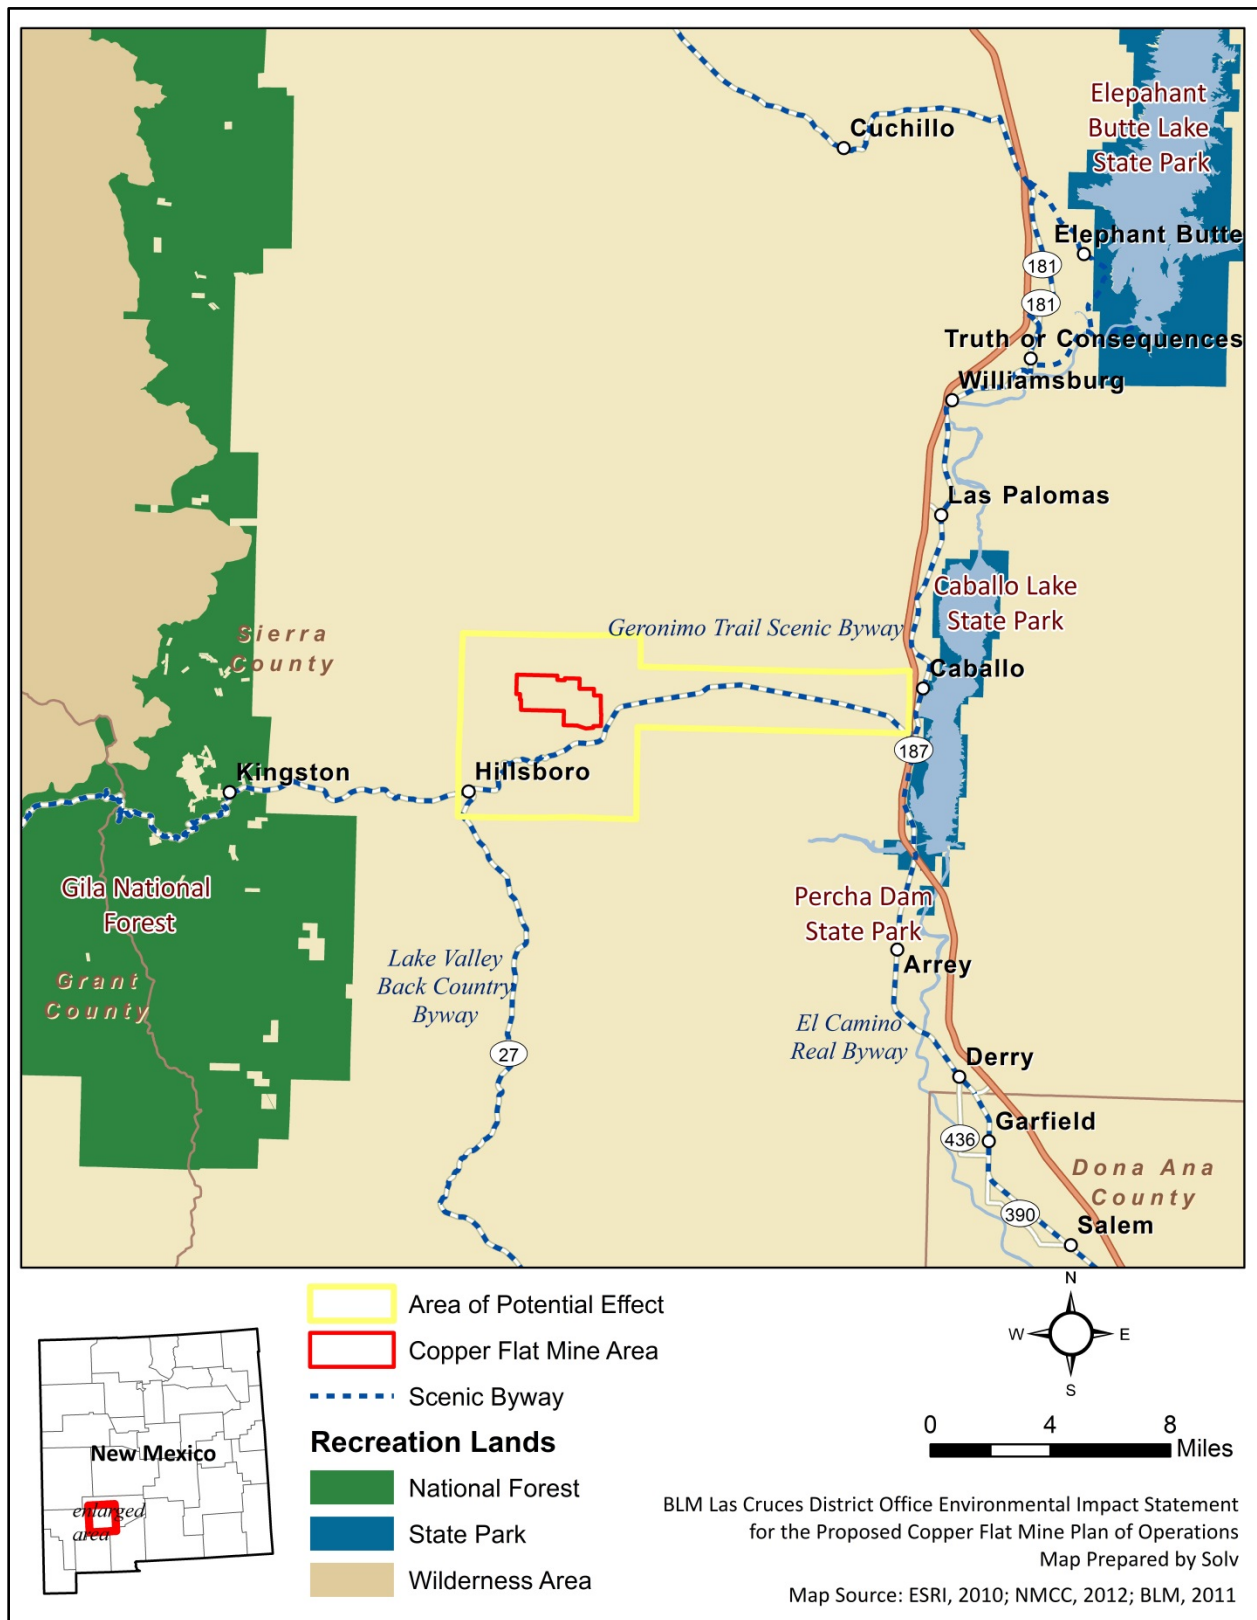 Elepahant
Butte Lake
State Park
Cuchillo
Elephant Butte
181
181
Truth or Consequences
Williamsburg
Las Palomas
Caballo Lake
State Park
Sierra
County
Geronimo Trail Scenic Byway
Caballo
187
Kingston
Hillsboro
Gila National
Forest
Percha Dam
State Park
Arrey
Lake Valley
Back Country
Byway
Grant
County
El Camino
Real Byway
27
Derry
Garfield
436
Dona Ana
County
390
Salem
Area of Potential Effect
Copper Flat Mine Area
Scenic Byway
Recreation Lands
National Forest
State Park
Wilderness Area
New Mexico
enlarged
area
N
W
E
S
0 4 8
Miles
BLM Las Cruces District Office Environmental Impact Statement
for the Proposed Copper Flat Mine Plan of Operations
Map Prepared by Solv
Map Source: ESRI, 2010; NMCC, 2012; BLM, 2011